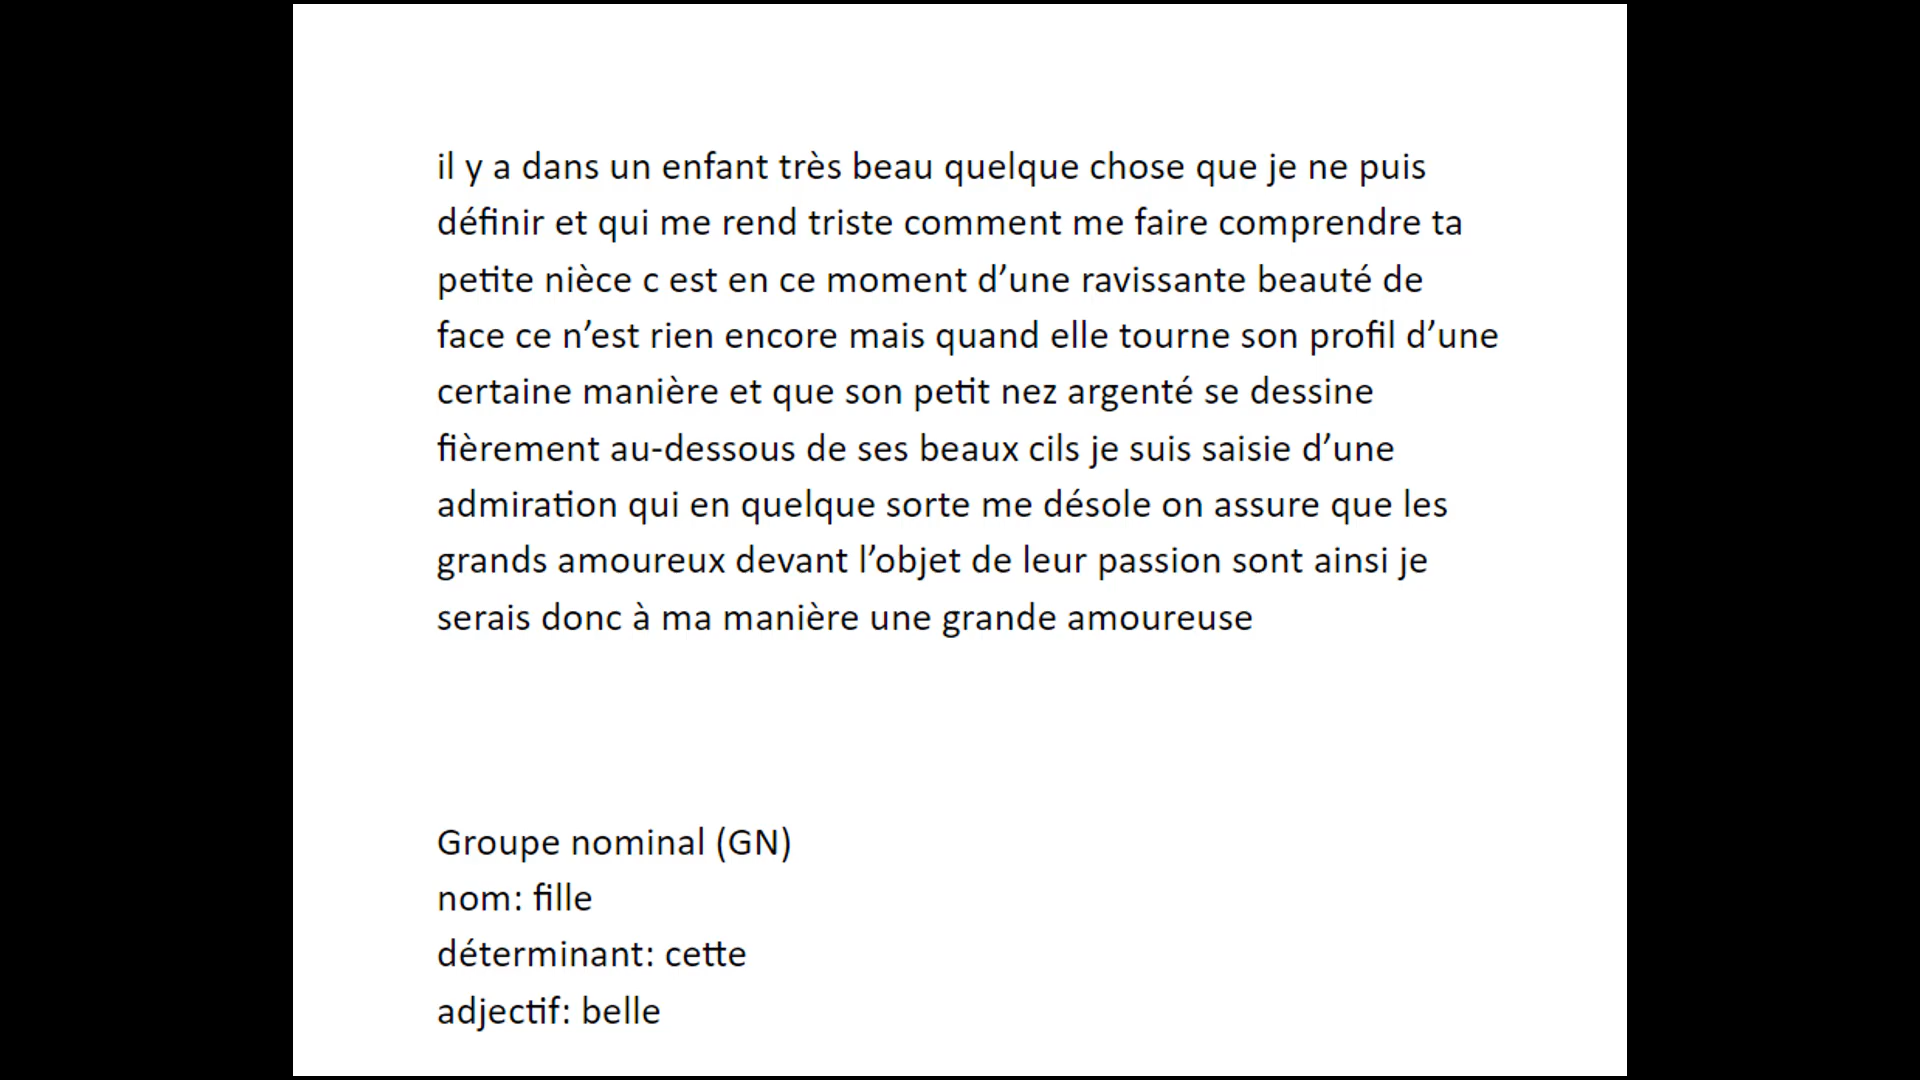 il y a dans un enfant très beau quelque chose que je ne puis
définir et qui me rend triste comment me faire comprendre ta
petite nièce c est en ce moment d’une ravissante beauté de
face ce n’est rien encore mais quand elle tourne son profil d’une
certaine manière et que son petit nez argenté se dessine
fièrement au-dessous de ses beaux cils je suis saisie d’une
admiration qui en quelque sorte me désole on assure que les
grands amoureux devant l’objet de leur passion sont ainsi je
serais donc à ma manière une grande amoureuse
Groupe nominal (GN)
nom: fille
déterminant: cette
adjectif: belle